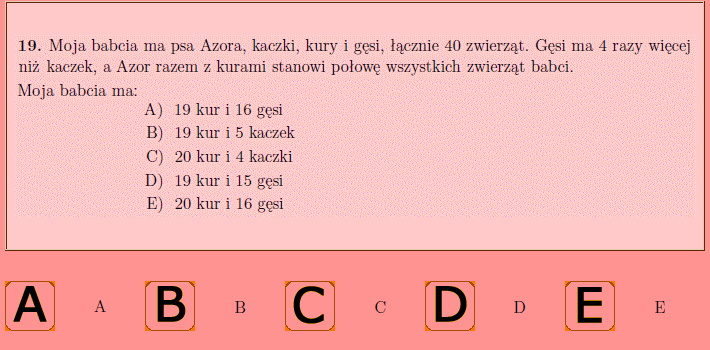 19. Moja babcia ma psa Azora, kaczki, kury i gęsi, łącznie 40 zwierząt. Gęsi ma 4 razy więcej
niż kaczek, a Azor razem z kurami stanowi połowę wszystkich zwierząt babci.
Moja babcia ma:
A) 19 kur i 16 gęsi
B) 19 kur i 5 kaczek
C) 20 kur i 4 kaczki
D) 19 kur i 15 gęsi
E) 20 kur i 16 gęsi
A A B B C C D D E E